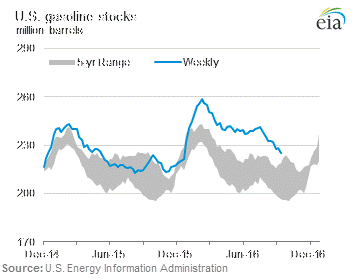 U.S. gasoline stocks
million barrels
eia
290
5-yr Range
Weekly
260
230
200
170
Dec-14
Jun-15
Dec-15
Jun-16
Dec-16
Source: U.S. Energy Information Administration